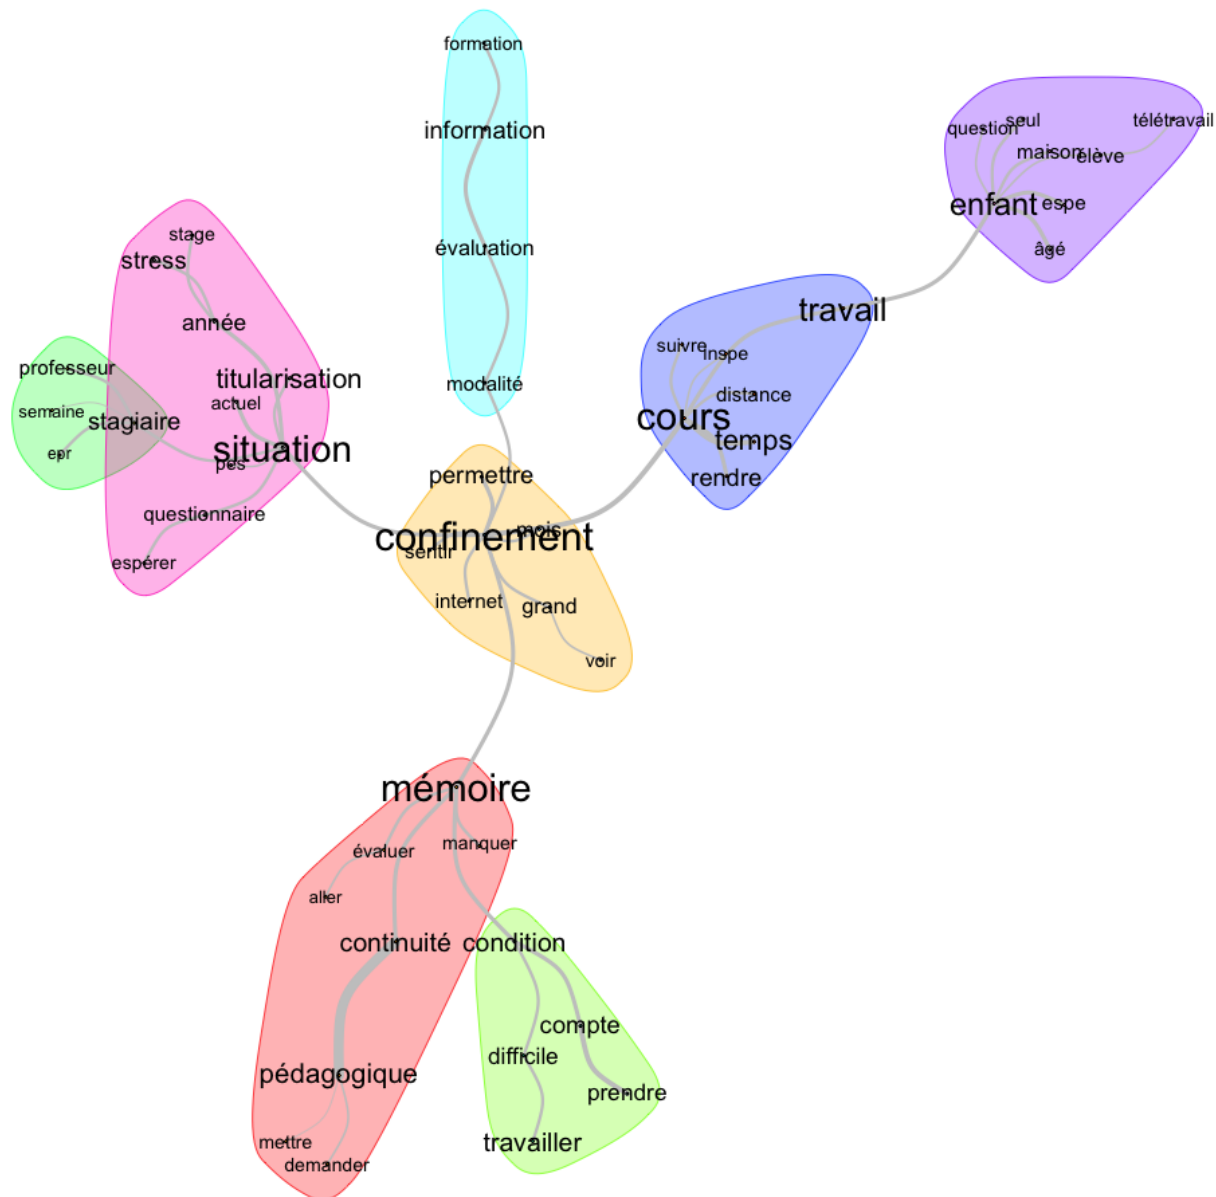 formation
information
évaluation
modalité
question
seul
télétravail
maison
élève
enfant
espe
âgé
stage
stress
année
titularisation
actuel
situation
pes
questionnaire
espérer
professeur
semaine
stagiaire
epr
travail
suivre
inspe
distance
cours
temps
rendre
permettre
mois
confinement
sentir
internet
grand
voir
mémoire
évaluer
manquer
aller
continuité
pédagogique
mettre
demander
condition
compte
difficile
prendre
travailler